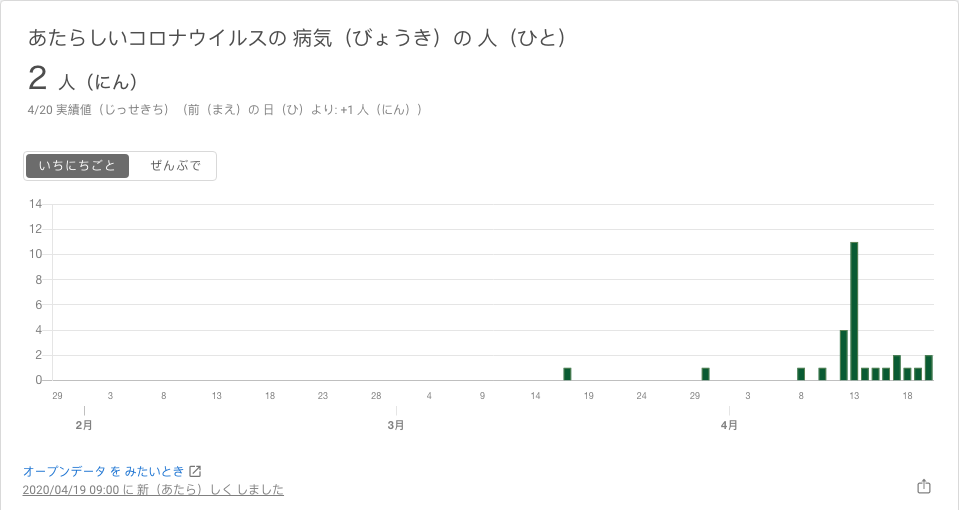 あたらしいコロナウイルスの 病気（びょうき）の 人（ひと）
2 人（にん）
4/20 実績値（じっせきち）（前（まえ）の 日（ひ）より: +1 人（にん））
いちにちごと ぜんぶで
14
12
10
8
6
4
2
0
29 3 8 13 18 23 28 4 9 14 19 24 29 3 8 13 18
2月 3月 4月
オープンデータ を みたいとき
2020/04/19 09:00 に 新（あたら）しく しました